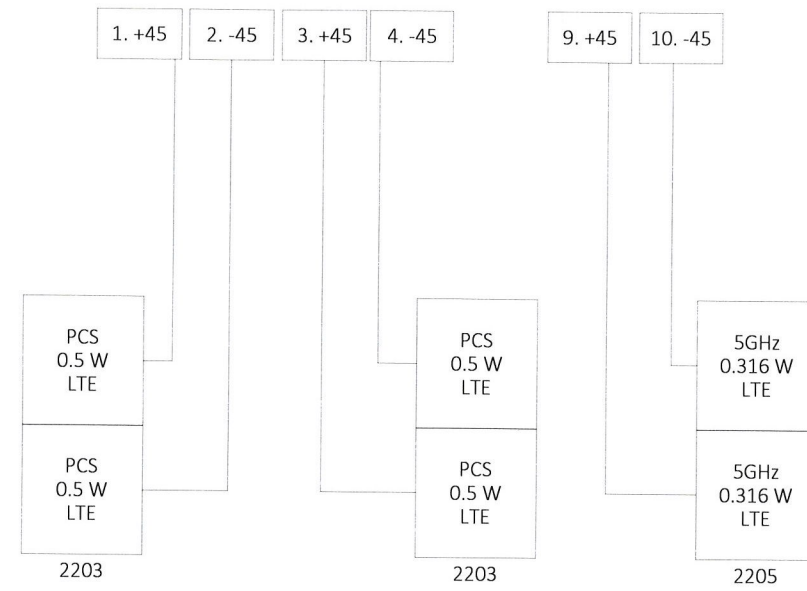 1. +45 2. -45 3. +45 4. -45 9. +45 10. -45
PCS
0.5 W
LTE
PCS
0.5 W
LTE
2203
PCS
0.5 W
LTE
PCS
0.5 W
LTE
2203
5GHz
0.316 W
LTE
5GHz
0.316 W
LTE
2205